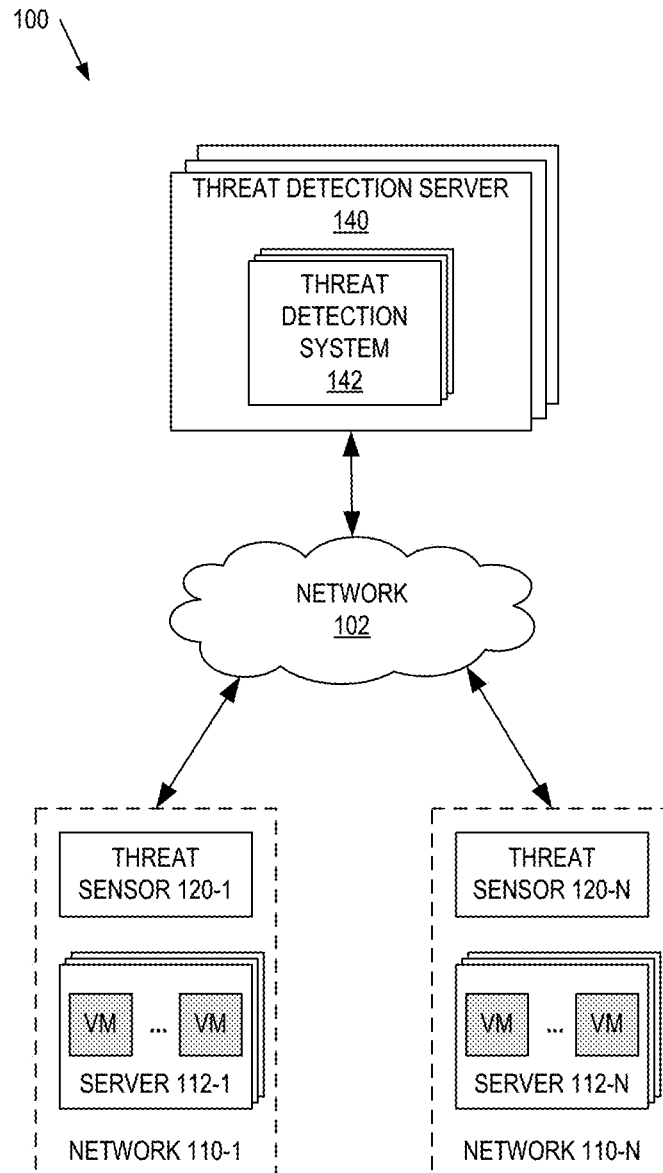 100
THREAT DETECTION SERVER
140
THREAT
DETECTION
SYSTEM
142
NETWORK
102
THREAT
SENSOR 120-1
VM ... VM
SERVER 112-1
NETWORK 110-1
THREAT
SENSOR 120-N
VM ... VM
SERVER 112-N
NETWORK 110-N